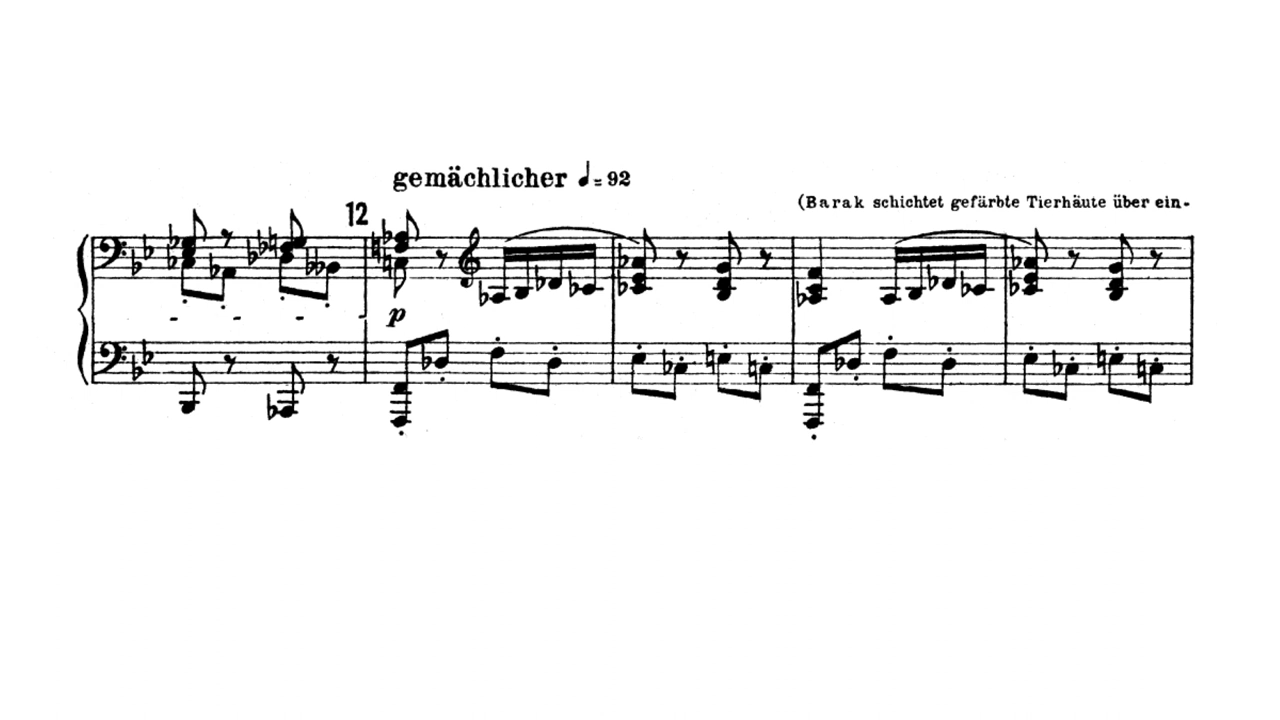 gemächlicher ♩=92
(Barak schichtet gefärbte Tierhäute über ein-
12
p